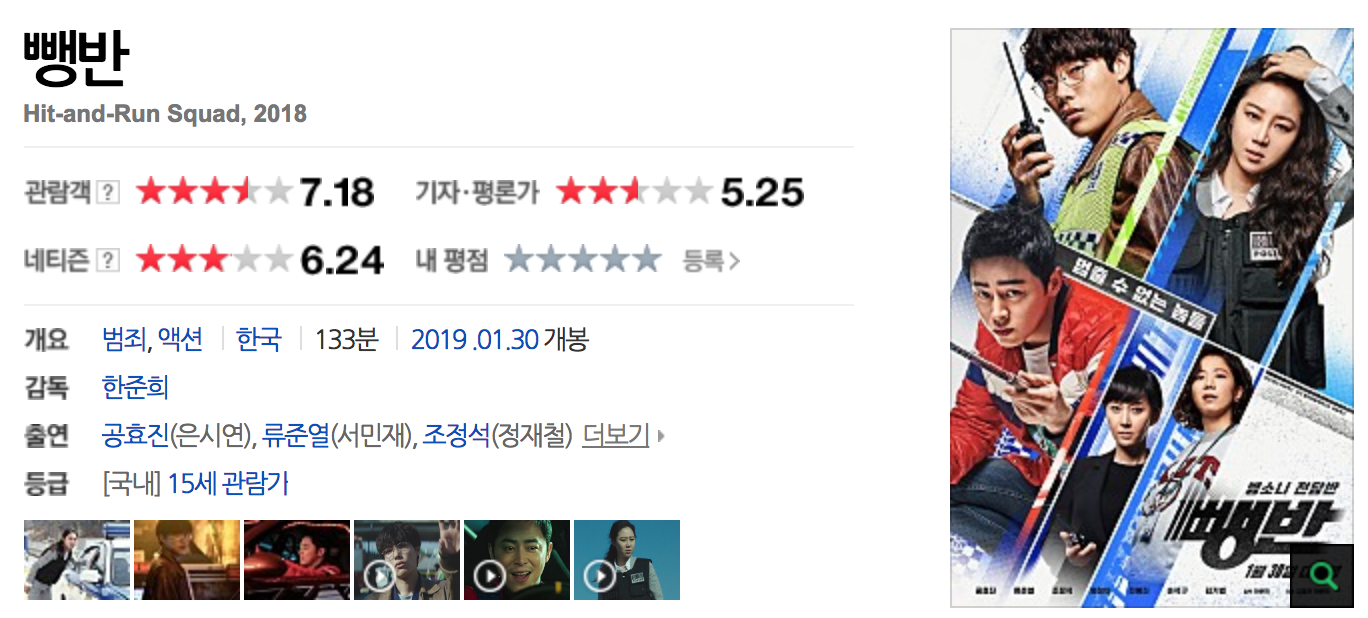 뺑반
Hit-and-Run Squad, 2018
관람객 ? 7.18 기자·평론가 5.25
네티즌 ? 6.24 내 평점 등록
개요 범죄, 액션 한국 133분 2019 .01.30 개봉
감독 한준희
출연 공효진(은시연), 류준열(서민재), 조정석(정재철) 더보기
등급 [국내] 15세 관람가
멈출 수 없는 놈들
뺑소니 전담반
뺑반
1월 30일